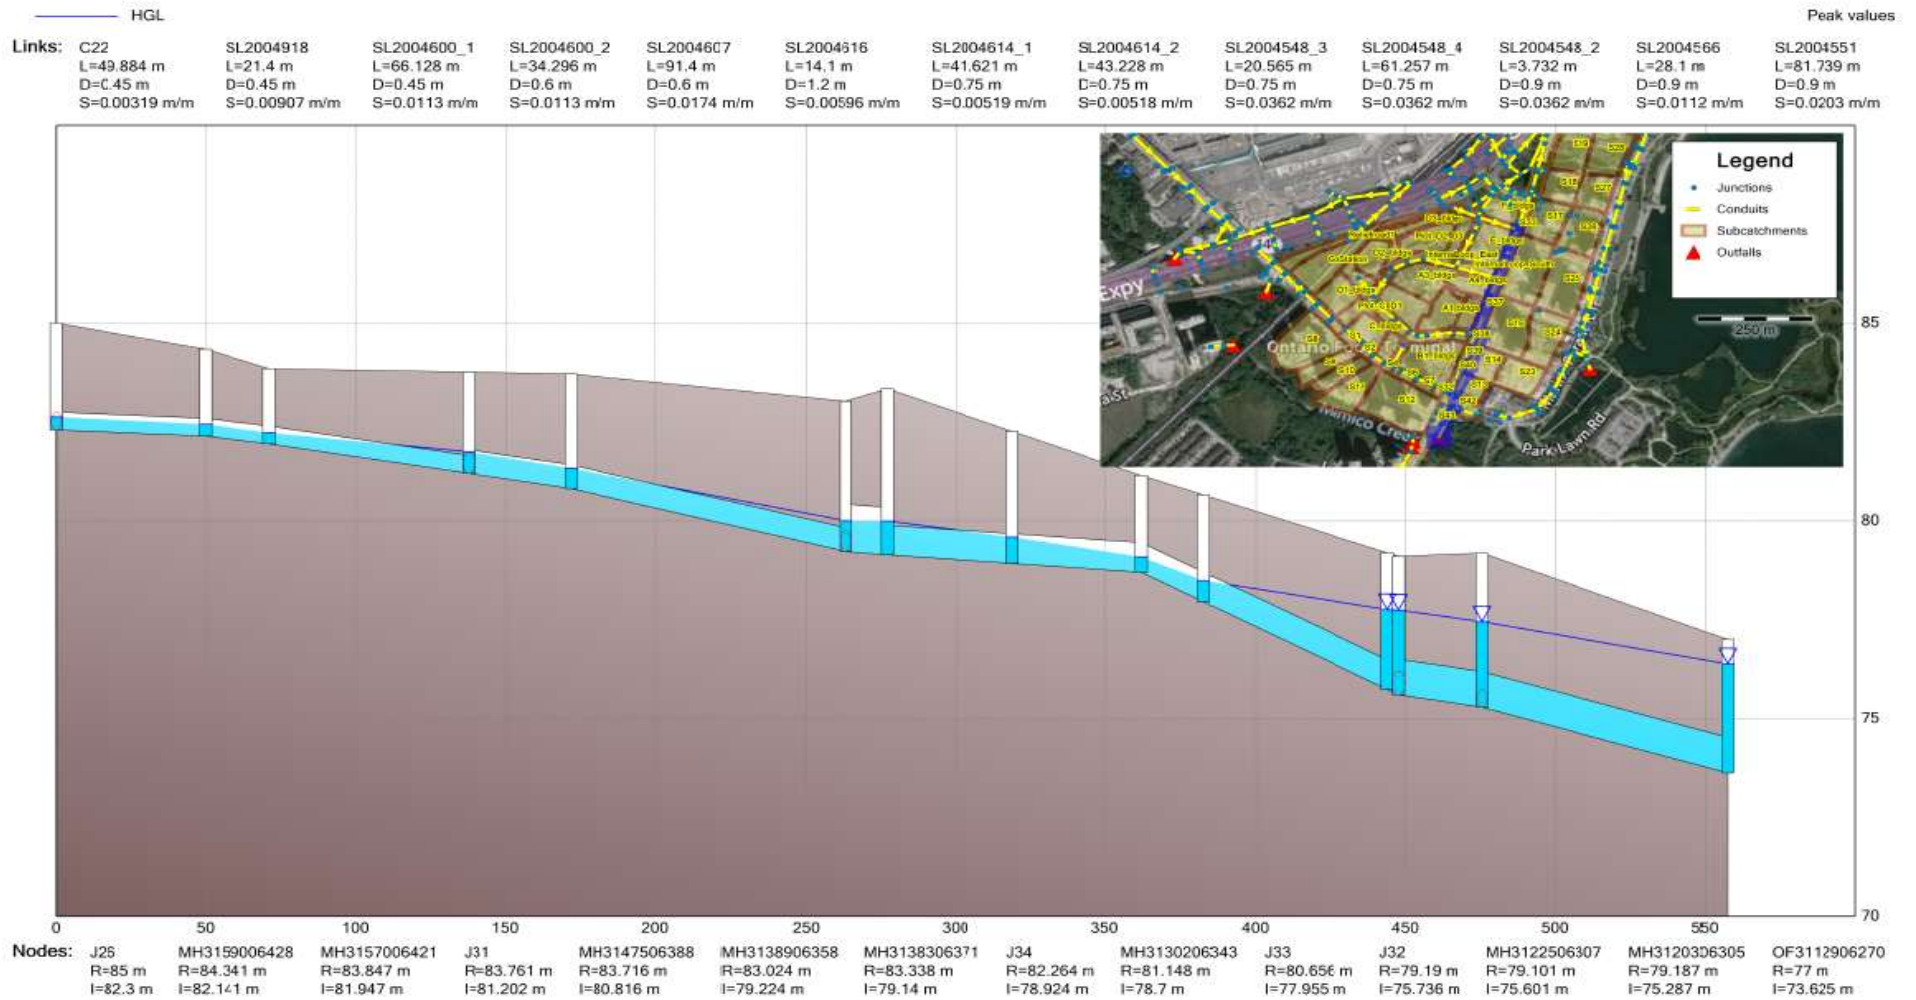 HGL
Peak values
Links: C22 SL2004918 SL2004600_1 SL2004600_2 SL2004607 SL2004616 SL2004614_1 SL2004614_2 SL2004548_3 SL2004548_4 SL2004548_2 SL2004566 SL2004551
L=49.884 m L=21.4 m L=66.128 m L=34.296 m L=91.4 m L=14.1 m L=41.621 m L=43.228 m L=20.565 m L=61.257 m L=3.732 m L=28.1 m L=81.739 m
D=0.45 m D=0.45 m D=0.45 m D=0.6 m D=0.6 m D=1.2 m D=0.75 m D=0.75 m D=0.75 m D=0.75 m D=0.9 m D=0.9 m D=0.9 m
S=0.00319 m/m S=0.00907 m/m S=0.0113 m/m S=0.0113 m/m S=0.0174 m/m S=0.00596 m/m S=0.00519 m/m S=0.00518 m/m S=0.0362 m/m S=0.0362 m/m S=0.0362 m/m S=0.0112 m/m S=0.0203 m/m
Legend
Junctions
Conduits
Subcatchments
Outfalls
250 m
Expy
Mimico Cree
Park Lawn Rd
a St
85
80
75
70
0 50 100 150 200 250 300 350 400 450 500 550
Nodes: J26 MH3159006428 MH3157006421 J31 MH3147506388 MH3138906358 MH3138306371 J34 MH3130206343 J33 J32 MH3122506307 MH3120306305 OF3112906270
R=85 m R=84.341 m R=83.847 m R=83.761 m R=83.716 m R=83.024 m R=83.338 m R=82.264 m R=81.148 m R=80.656 m R=79.19 m R=79.101 m R=79.187 m R=77 m
I=82.3 m I=82.141 m I=81.947 m I=81.202 m I=80.816 m I=79.224 m I=79.14 m I=78.924 m I=78.7 m I=77.955 m I=75.736 m I=75.601 m I=75.287 m I=73.625 m